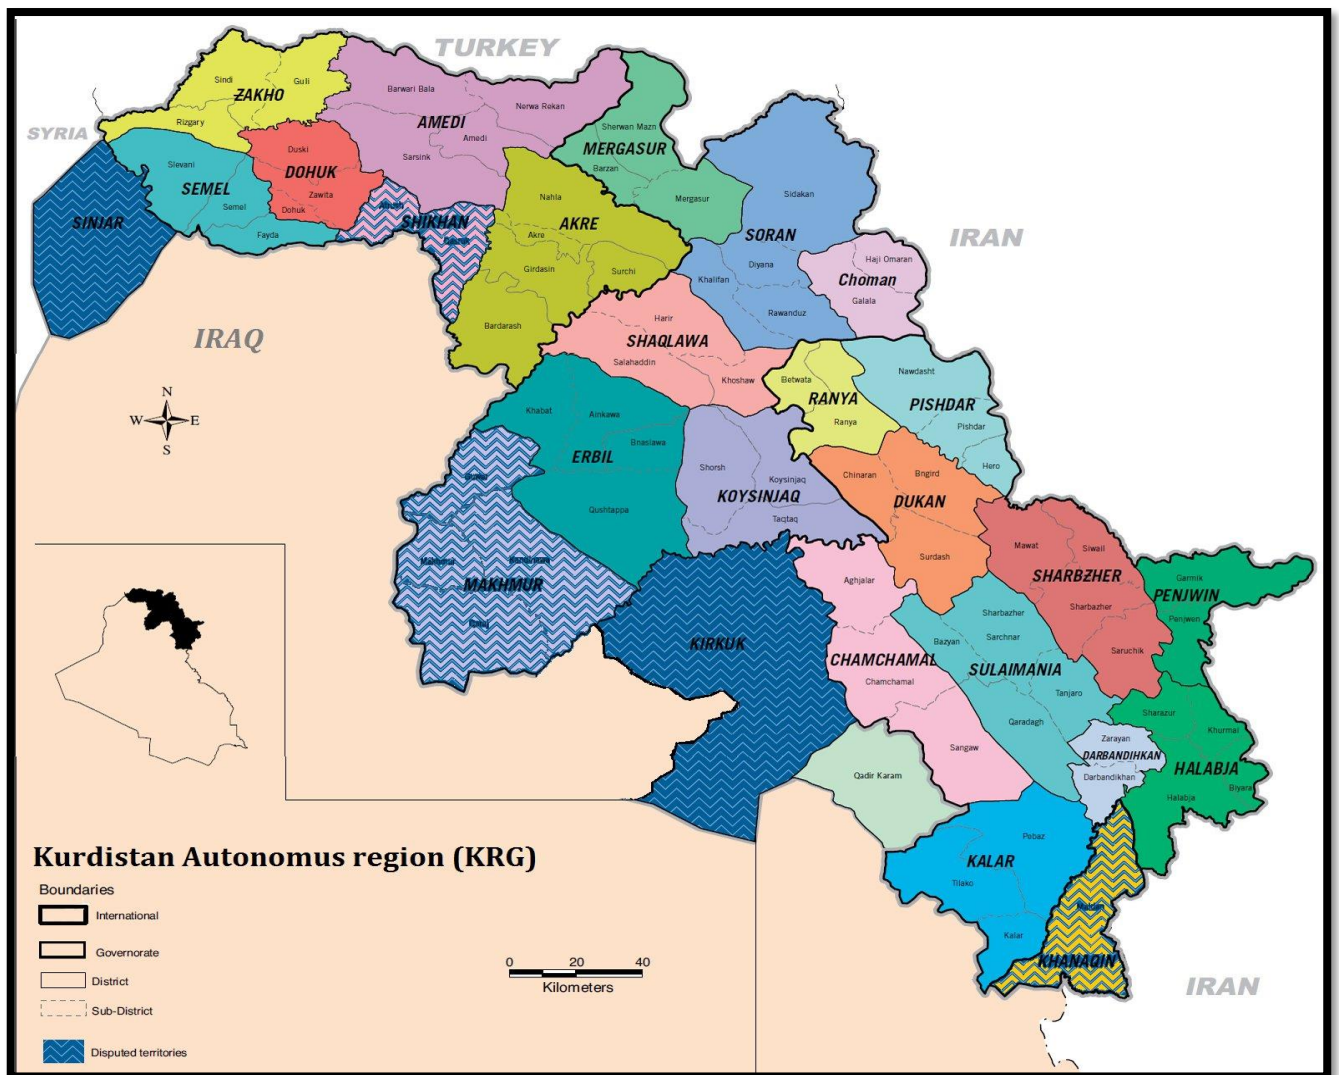 TURKEY
SYRIA
IRAN
IRAQ
IRAN
N
W E
S
Sindi
Guli
ZAKHO
Rizgary
Barwari Bala
Nerwa Rekan
AMEDI
Amedi
Sarsink
Sherwan Mazn
MERGASUR
Barzan
Mergasur
Duski
DOHUK
Zawita
Dohuk
Slevani
SEMEL
Semel
Fayda
SINJAR
SHIKHAN
Nahla
AKRE
Akre
Girdasin
Surchi
Bardarash
Sidakan
SORAN
Diyana
Khalifan
Rawanduz
Haji Omaran
Choman
Galala
Harir
SHAQLAWA
Salahaddin
Khoshaw
Betwata
RANYA
Ranya
Nawdasht
PISHDAR
Pishdar
Hero
Khabat
Ainkawa
Bnaslawa
ERBIL
Qushtappa
Shorsh
Koysinjaq
KOYSINJAQ
Taqtaq
Chinaran
Bngird
DUKAN
Surdash
MAKHMUR
KIRKUK
Mawat
Siwail
SHARBZHER
Sharbazher
Saruchik
Garmik
PENJWIN
Penjwen
Aghjalar
CHAMCHAMAL
Chamchamal
Sangaw
Sharbazher
Bazyan
Sarchnar
SULAIMANIA
Tanjaro
Qaradagh
Zarayan
DARBANDIHKAN
Darbandikhan
Sharazur
Khurmal
HALABJA
Halabja
Biyara
Qadir Karam
Pebaz
KALAR
Tilako
Kalar
Maidan
KHANAQIN
Kurdistan Autonomus region (KRG)
Boundaries
International
Governorate
District
Sub-District
Disputed territories
0 20 40
Kilometers